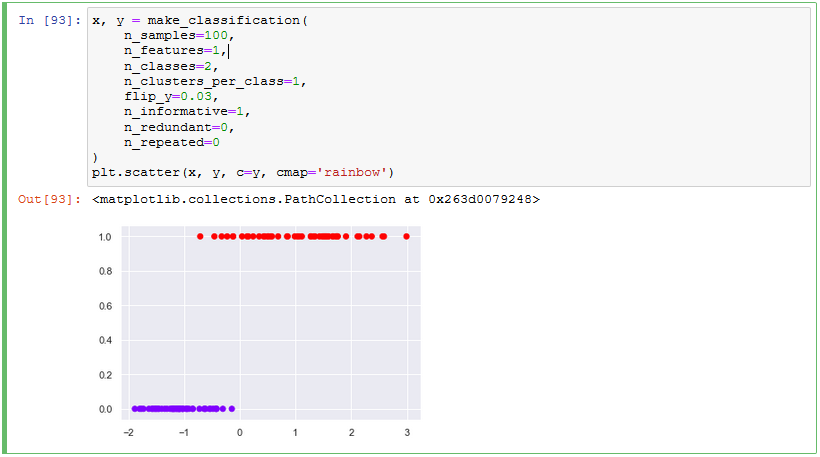 In [93]: x, y = make_classification(
n_samples=100,
n_features=1,
n_classes=2,
n_clusters_per_class=1,
flip_y=0.03,
n_informative=1,
n_redundant=0,
n_repeated=0
)
plt.scatter(x, y, c=y, cmap='rainbow')
Out[93]: <matplotlib.collections.PathCollection at 0x263d0079248>
1.0
0.8
0.6
0.4
0.2
0.0
−2 −1 0 1 2 3